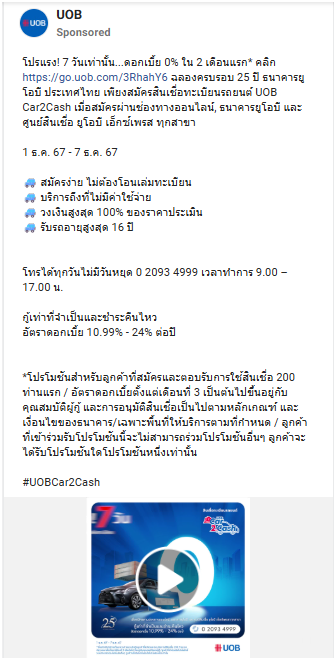 UOB
UOB
Sponsored
โปรแรง! 7 วันเท่านั้น...ดอกเบี้ย 0% ใน 2 เดือนแรก* คลิก
https://go.uob.com/3RhahY6 ฉลองครบรอบ 25 ปี ธนาคารยู
โอบี ประเทศไทย เพียงสมัครสินเชื่อทะเบียนรถยนต์ UOB
Car2Cash เมื่อสมัครผ่านช่องทางออนไลน์, ธนาคารยูโอบี และ
ศูนย์สินเชื่อ ยูโอบี เอ็กซ์เพรส ทุกสาขา
1 ธ.ค. 67 - 7 ธ.ค. 67
สมัครง่าย ไม่ต้องโอนเล่มทะเบียน
บริการถึงที่ไม่มีค่าใช้จ่าย
วงเงินสูงสุด 100% ของราคาประเมิน
รับรถอายุสูงสุด 16 ปี
โทรได้ทุกวันไม่มีวันหยุด 0 2093 4999 เวลาทำการ 9.00 –
17.00 น.
กู้เท่าที่จำเป็นและชำระคืนไหว
อัตราดอกเบี้ย 10.99% - 24% ต่อปี
*โปรโมชันสำหรับลูกค้าที่สมัครและตอบรับการใช้สินเชื่อ 200
ท่านแรก / อัตราดอกเบี้ยตั้งแต่เดือนที่ 3 เป็นต้นไปขึ้นอยู่กับ
คุณสมบัติผู้กู้ และการอนุมัติสินเชื่อเป็นไปตามหลักเกณฑ์ และ
เงื่อนไขของธนาคาร/เฉพาะพื้นที่ให้บริการตามที่กำหนด / ลูกค้า
ที่เข้าร่วมรับโปรโมชันนี้จะไม่สามารถร่วมโปรโมชันอื่นๆ ลูกค้าจะ
ได้รับโปรโมชันใดโปรโมชันหนึ่งเท่านั้น
#UOBCar2Cash
7 วัน
Car
2Cash
25
10.99% - 24%
0 2093 4999
UOB